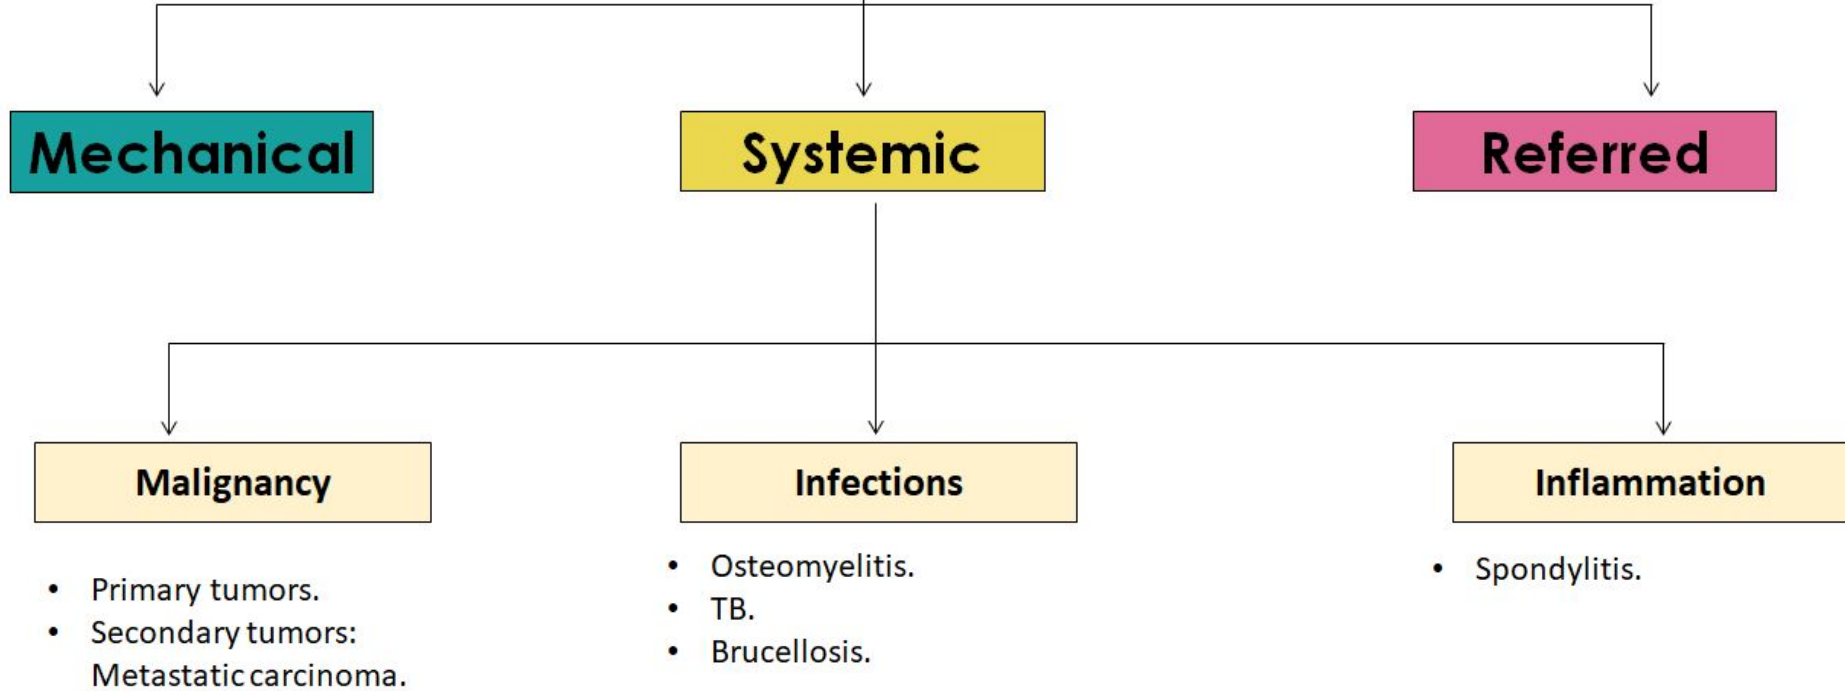 Mechanical
Systemic
Referred
Malignancy
Infections
Inflammation
• Primary tumors.
• Secondary tumors:
Metastatic carcinoma.
• Osteomyelitis.
• TB.
• Brucellosis.
• Spondylitis.